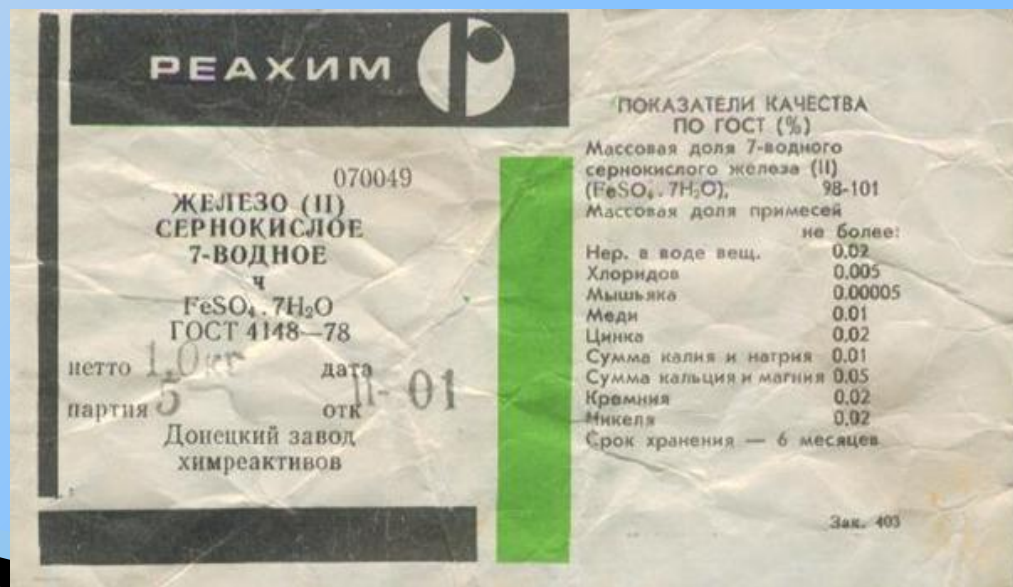 РЕАХИМ
070049
ЖЕЛЕЗО (II)
СЕРНОКИСЛОЕ
7-ВОДНОЕ
ч
FeSO₄ . 7H₂O
ГОСТ 4148—78
нетто 1,0 кг дата
партия 5 отк II- 01
Донецкий завод
химреактивов
ПОКАЗАТЕЛИ КАЧЕСТВА
ПО ГОСТ (%)
Массовая доля 7-водного
сернокислого железа (II)
(FeSO₄ . 7H₂O), 98-101
Массовая доля примесей
не более:
Нер. в воде вещ. 0.02
Хлоридов 0.005
Мышьяка 0.00005
Меди 0.01
Цинка 0.02
Сумма калия и натрия 0.01
Сумма кальция и магния 0.05
Кремния 0.02
Никеля 0.02
Срок хранения — 6 месяцев
Зак. 403